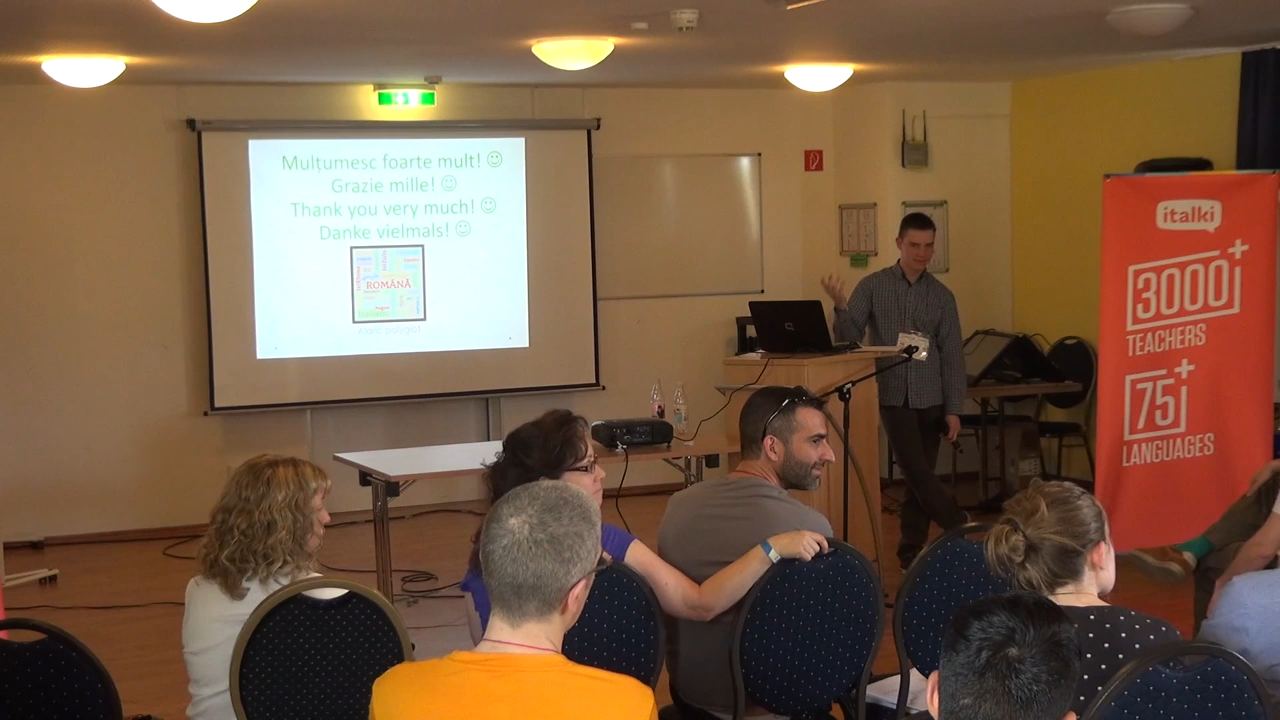 Mulțumesc foarte mult! ☺
Grazie mille! ☺
Thank you very much! ☺
Danke vielmals! ☺
ROMÂNĂ
italki
3000+
TEACHERS
75+
LANGUAGES